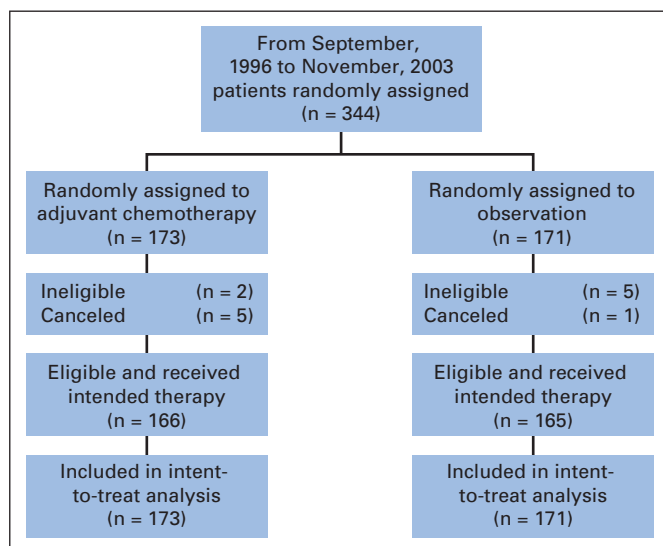 From September,
1996 to November, 2003
patients randomly assigned
(n = 344)
Randomly assigned to
adjuvant chemotherapy
(n = 173)
Randomly assigned to
observation
(n = 171)
Ineligible (n = 2)
Canceled (n = 5)
Ineligible (n = 5)
Canceled (n = 1)
Eligible and received
intended therapy
(n = 166)
Eligible and received
intended therapy
(n = 165)
Included in intent-
to-treat analysis
(n = 173)
Included in intent-
to-treat analysis
(n = 171)